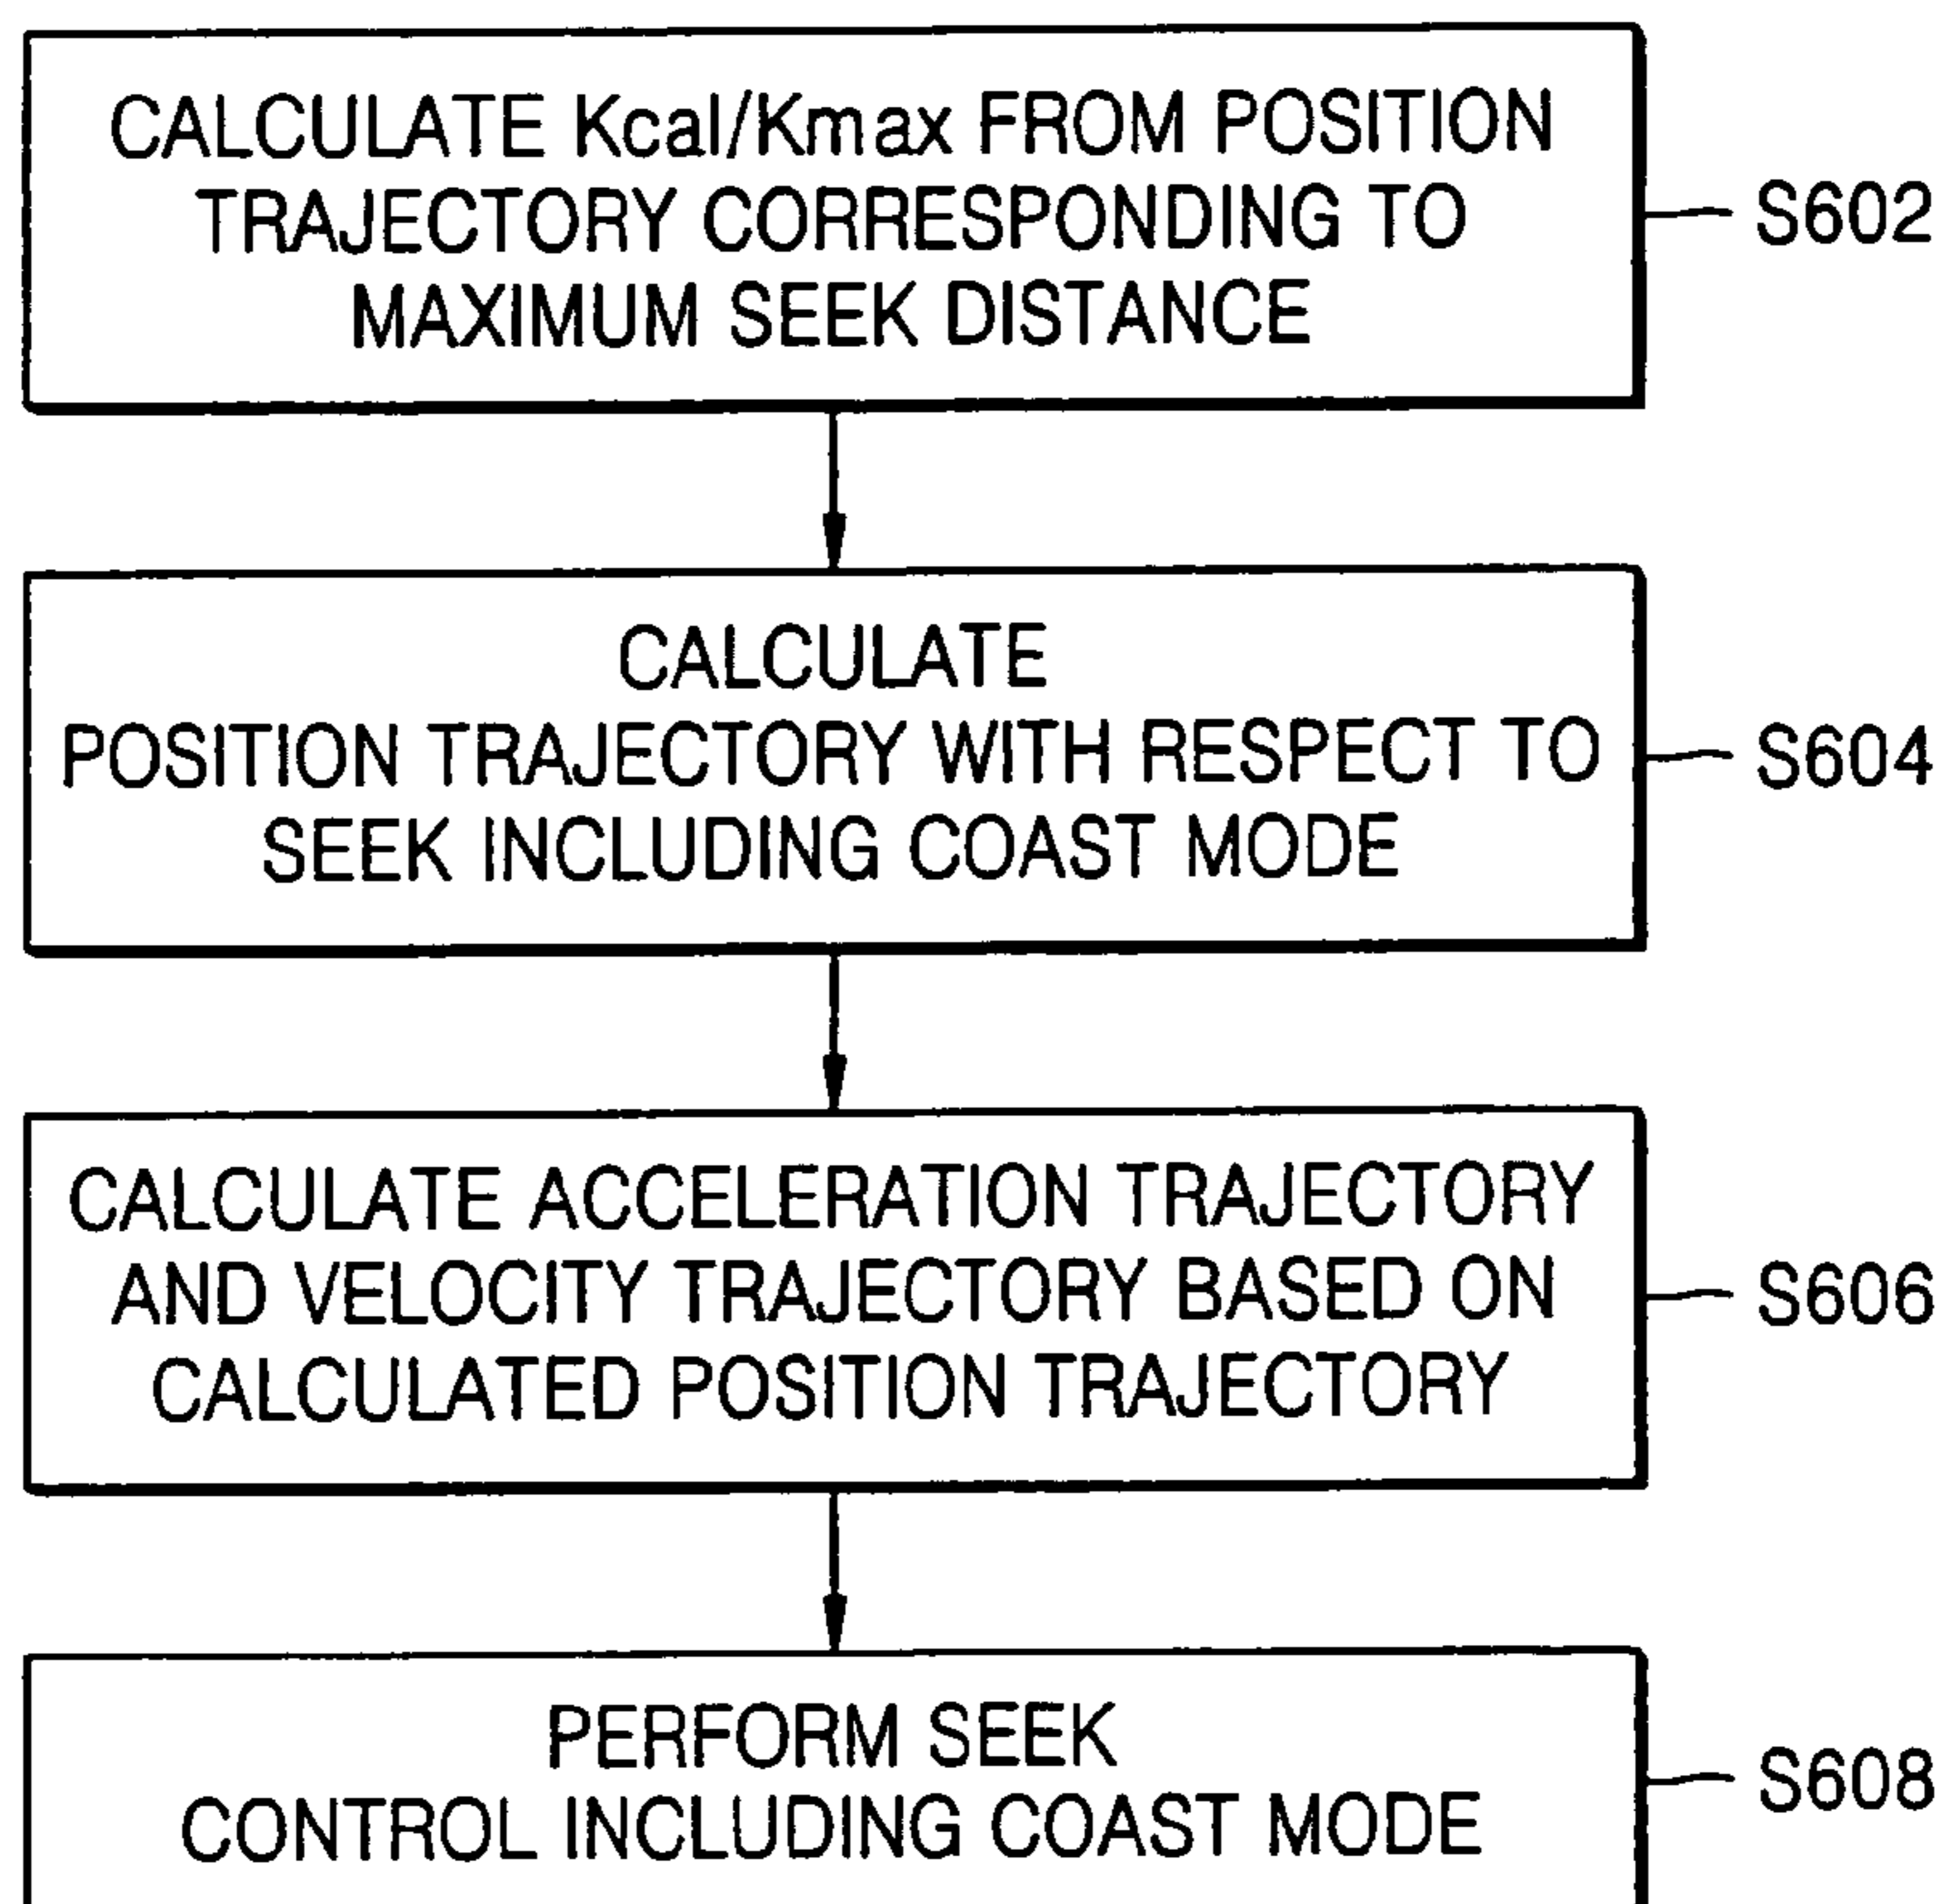 CALCULATE Kcal/Kmax FROM POSITION
TRAJECTORY CORRESPONDING TO
MAXIMUM SEEK DISTANCE
S602
CALCULATE
POSITION TRAJECTORY WITH RESPECT TO
SEEK INCLUDING COAST MODE
S604
CALCULATE ACCELERATION TRAJECTORY
AND VELOCITY TRAJECTORY BASED ON
CALCULATED POSITION TRAJECTORY
S606
PERFORM SEEK
CONTROL INCLUDING COAST MODE
S608